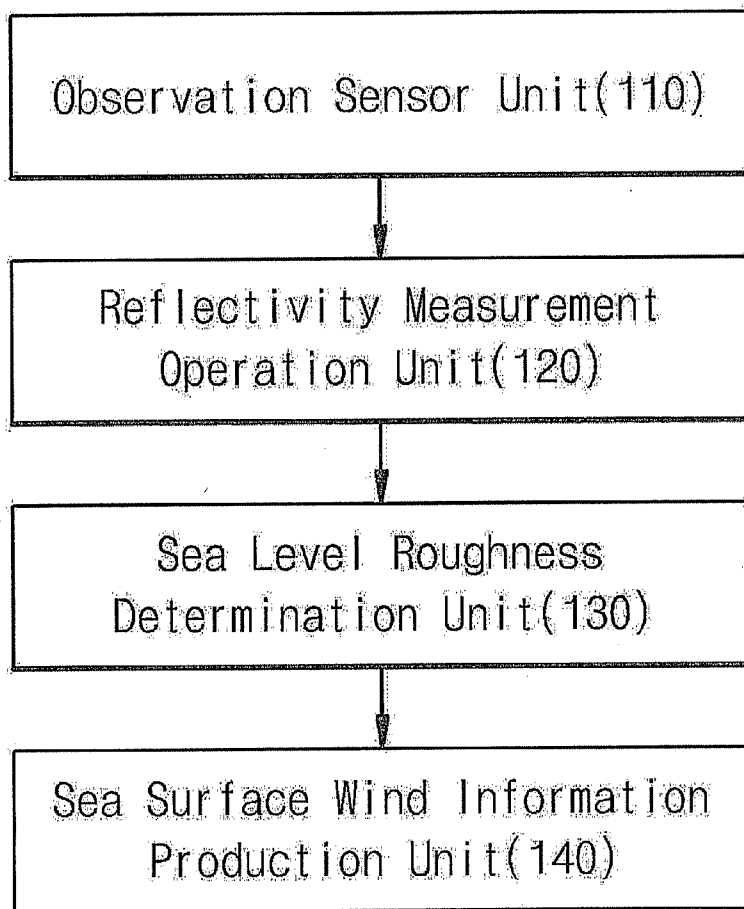 Observation Sensor Unit(110)
Reflectivity Measurement
Operation Unit(120)
Sea Level Roughness
Determination Unit(130)
Sea Surface Wind Information
Production Unit(140)